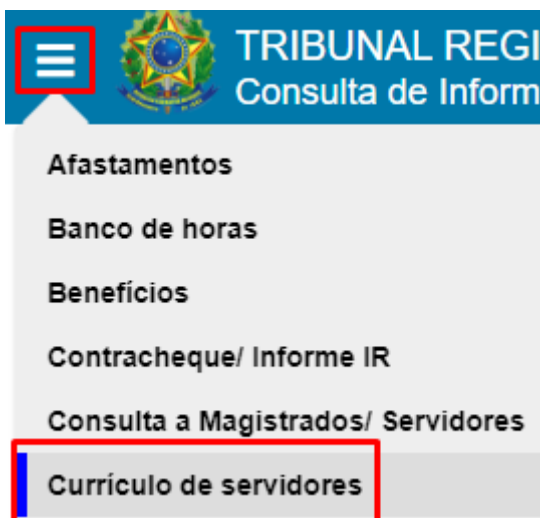 TRIBUNAL REGI
Consulta de Inform
Afastamentos
Banco de horas
Benefícios
Contracheque/ Informe IR
Consulta a Magistrados/ Servidores
Currículo de servidores